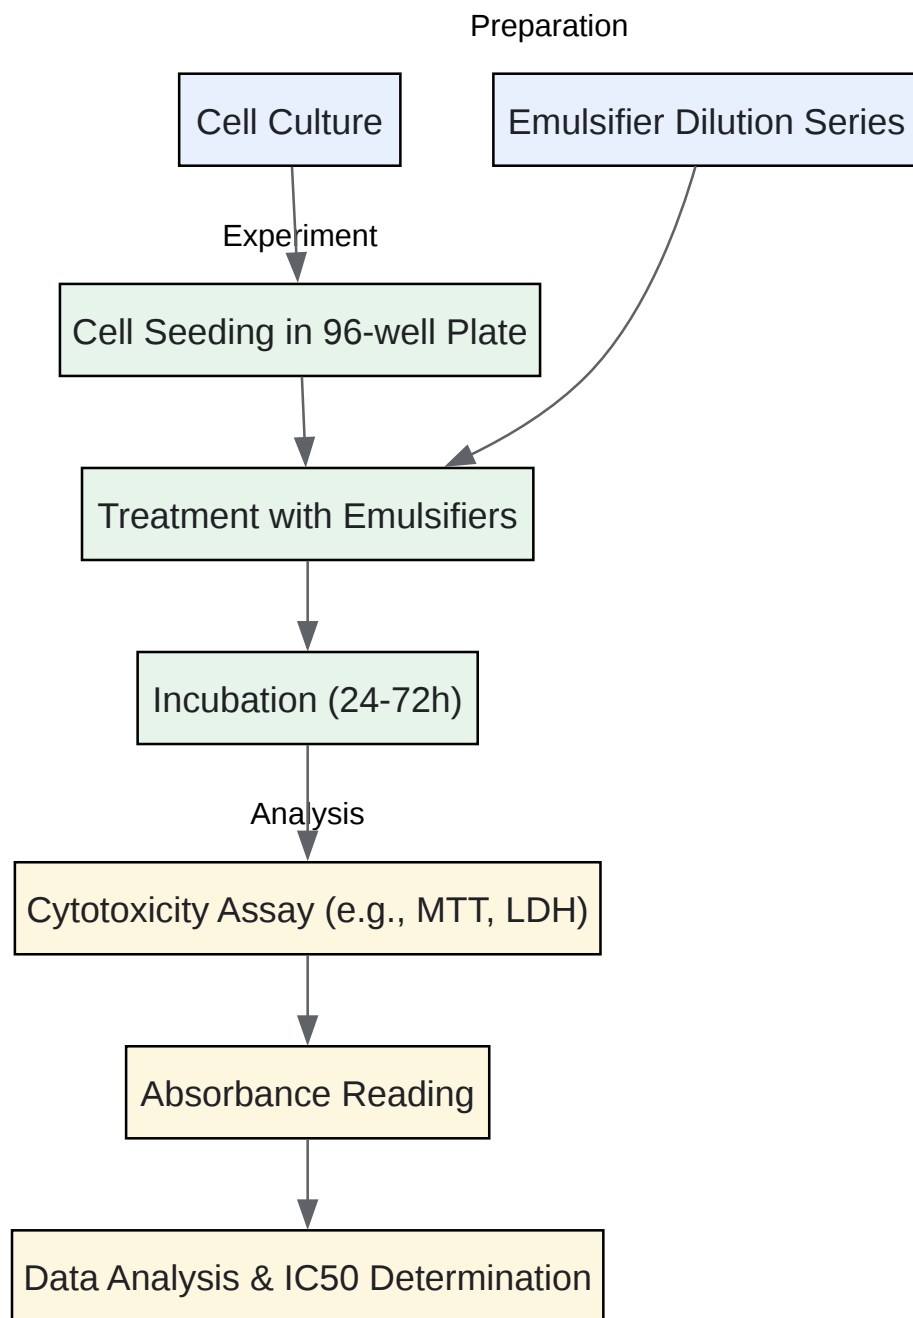 Preparation
Cell Culture
Emulsifier Dilution Series
Experiment
Cell Seeding in 96-well Plate
Treatment with Emulsifiers
Incubation (24-72h)
Analysis
Cytotoxicity Assay (e.g., MTT, LDH)
Absorbance Reading
Data Analysis & IC50 Determination